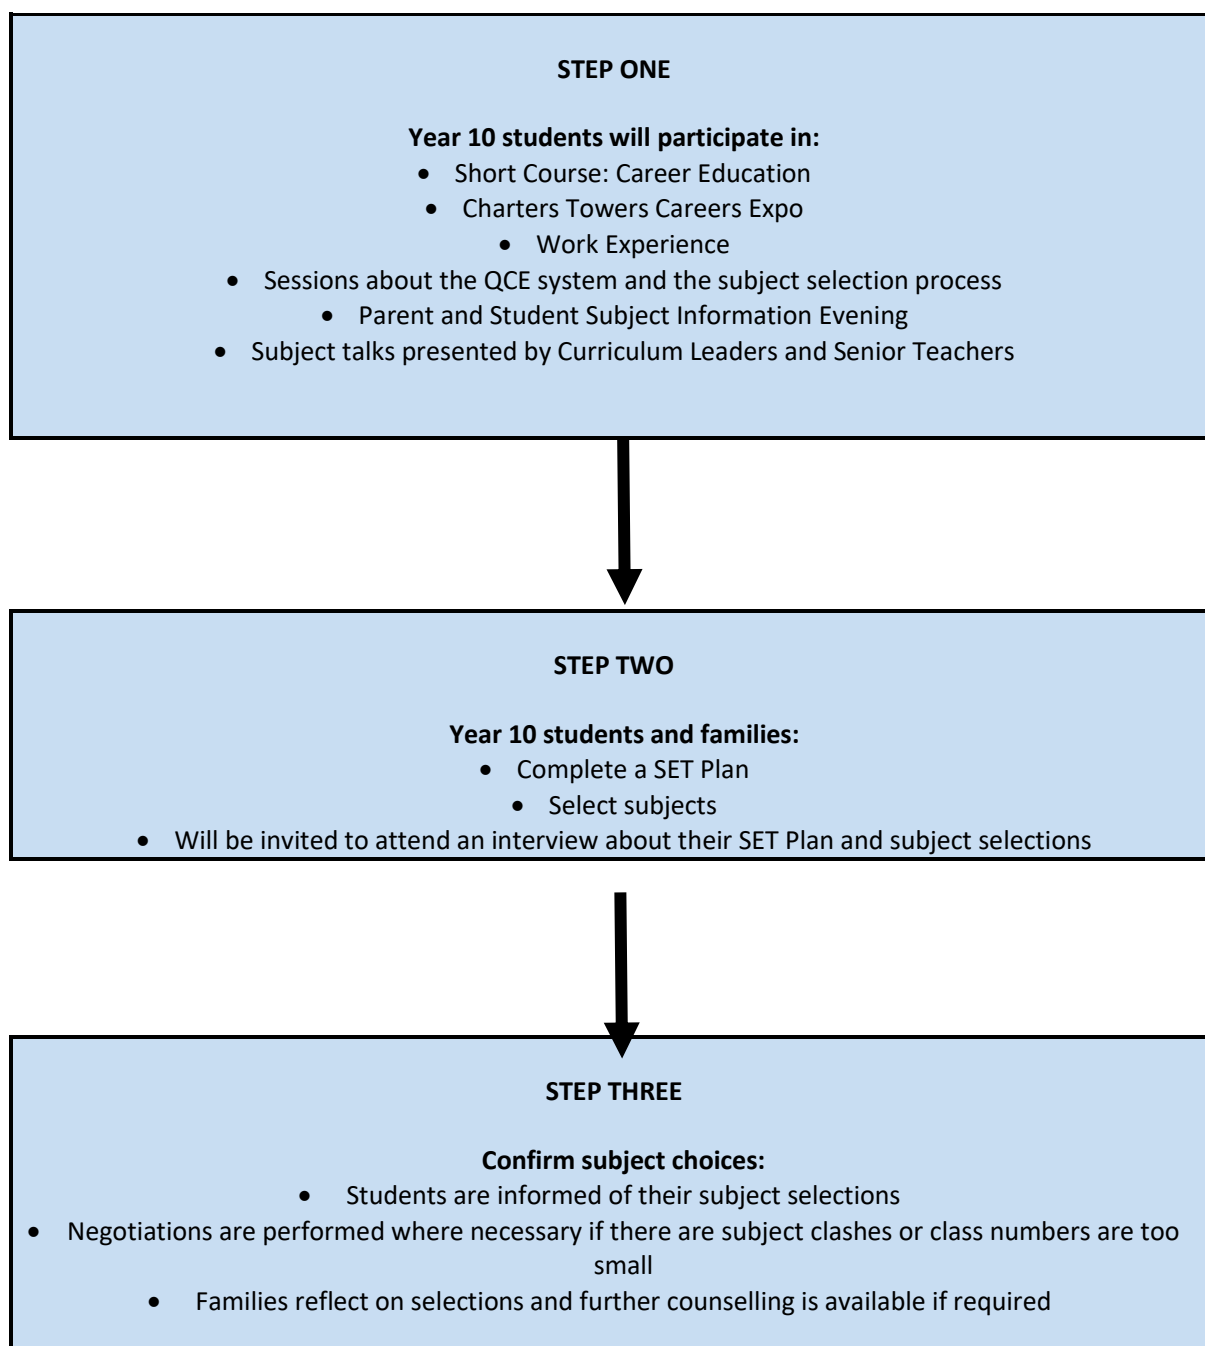 STEP ONE
Year 10 students will participate in:
• Short Course: Career Education
• Charters Towers Careers Expo
• Work Experience
• Sessions about the QCE system and the subject selection process
• Parent and Student Subject Information Evening
• Subject talks presented by Curriculum Leaders and Senior Teachers
STEP TWO
Year 10 students and families:
• Complete a SET Plan
• Select subjects
• Will be invited to attend an interview about their SET Plan and subject selections
STEP THREE
Confirm subject choices:
• Students are informed of their subject selections
• Negotiations are performed where necessary if there are subject clashes or class numbers are too
small
• Families reflect on selections and further counselling is available if required